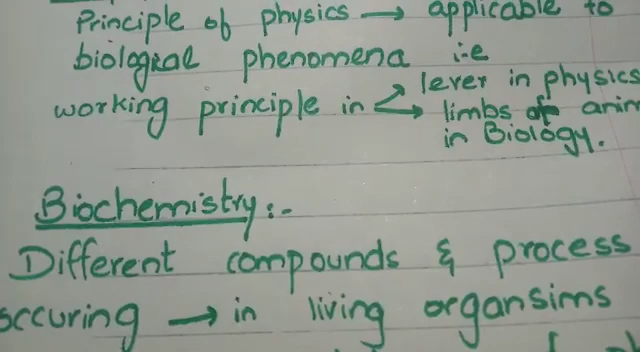 Principle of physics → applicable to
biological phenomena i-e
working principle in lever in physics
→ limbs of
in Biology.
Biochemistry:-
Different compounds & process
occuring → in living organsims